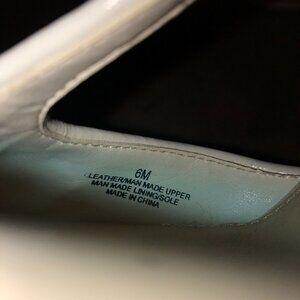 6M
LEATHER/MAN MADE UPPER
MAN MADE LINING/SOLE
MADE IN CHINA